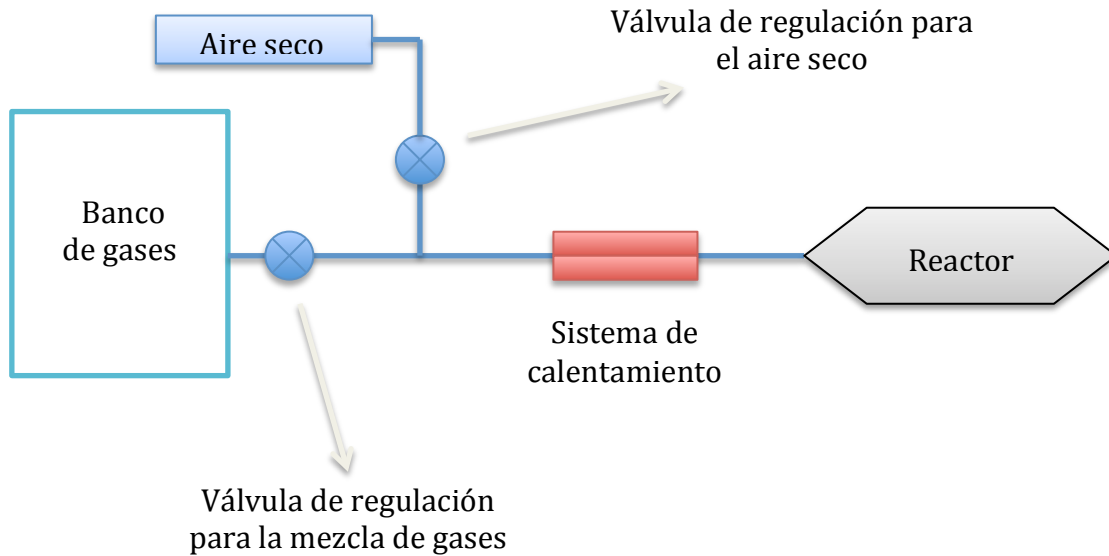 Aire seco
Válvula de regulación para
el aire seco
Banco
de gases
Reactor
Sistema de
calentamiento
Válvula de regulación
para la mezcla de gases